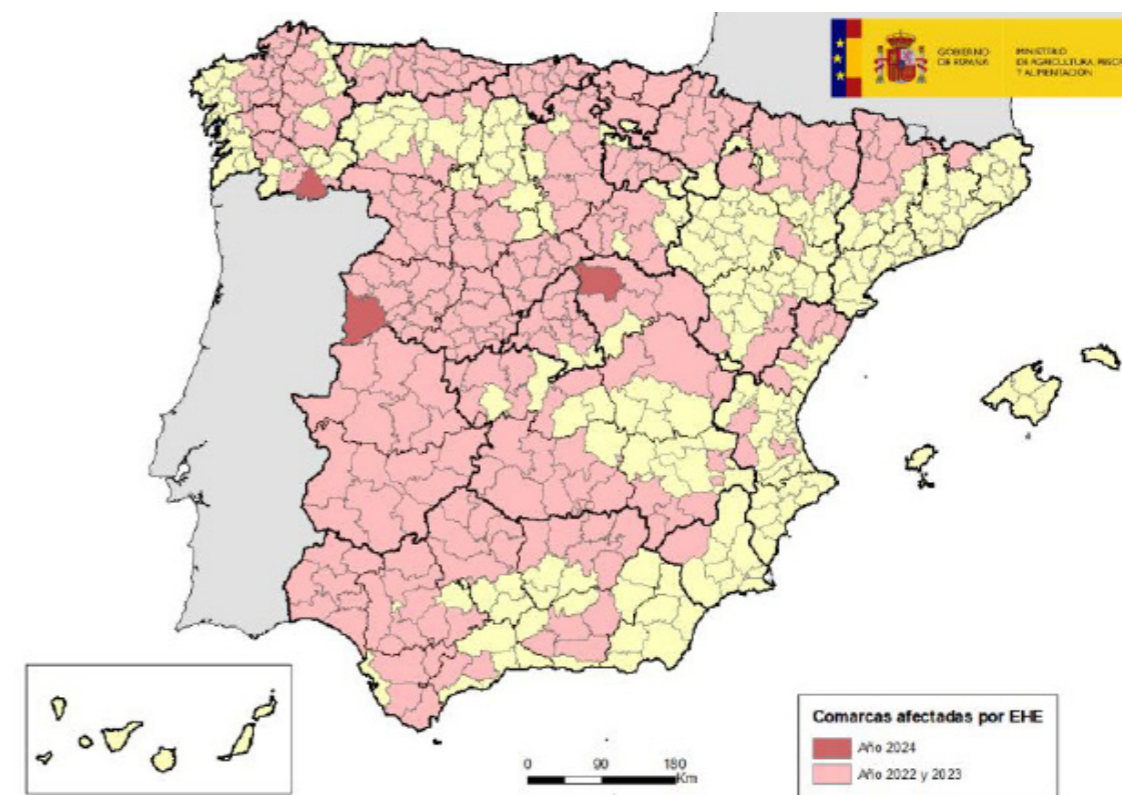 GOBIERNO
DE ESPAÑA
MINISTERIO
DE AGRICULTURA, PESCA
Y ALIMENTACIÓN
Comarcas afectadas por EHE
Año 2024
Año 2022 y 2023
0 90 180
Km